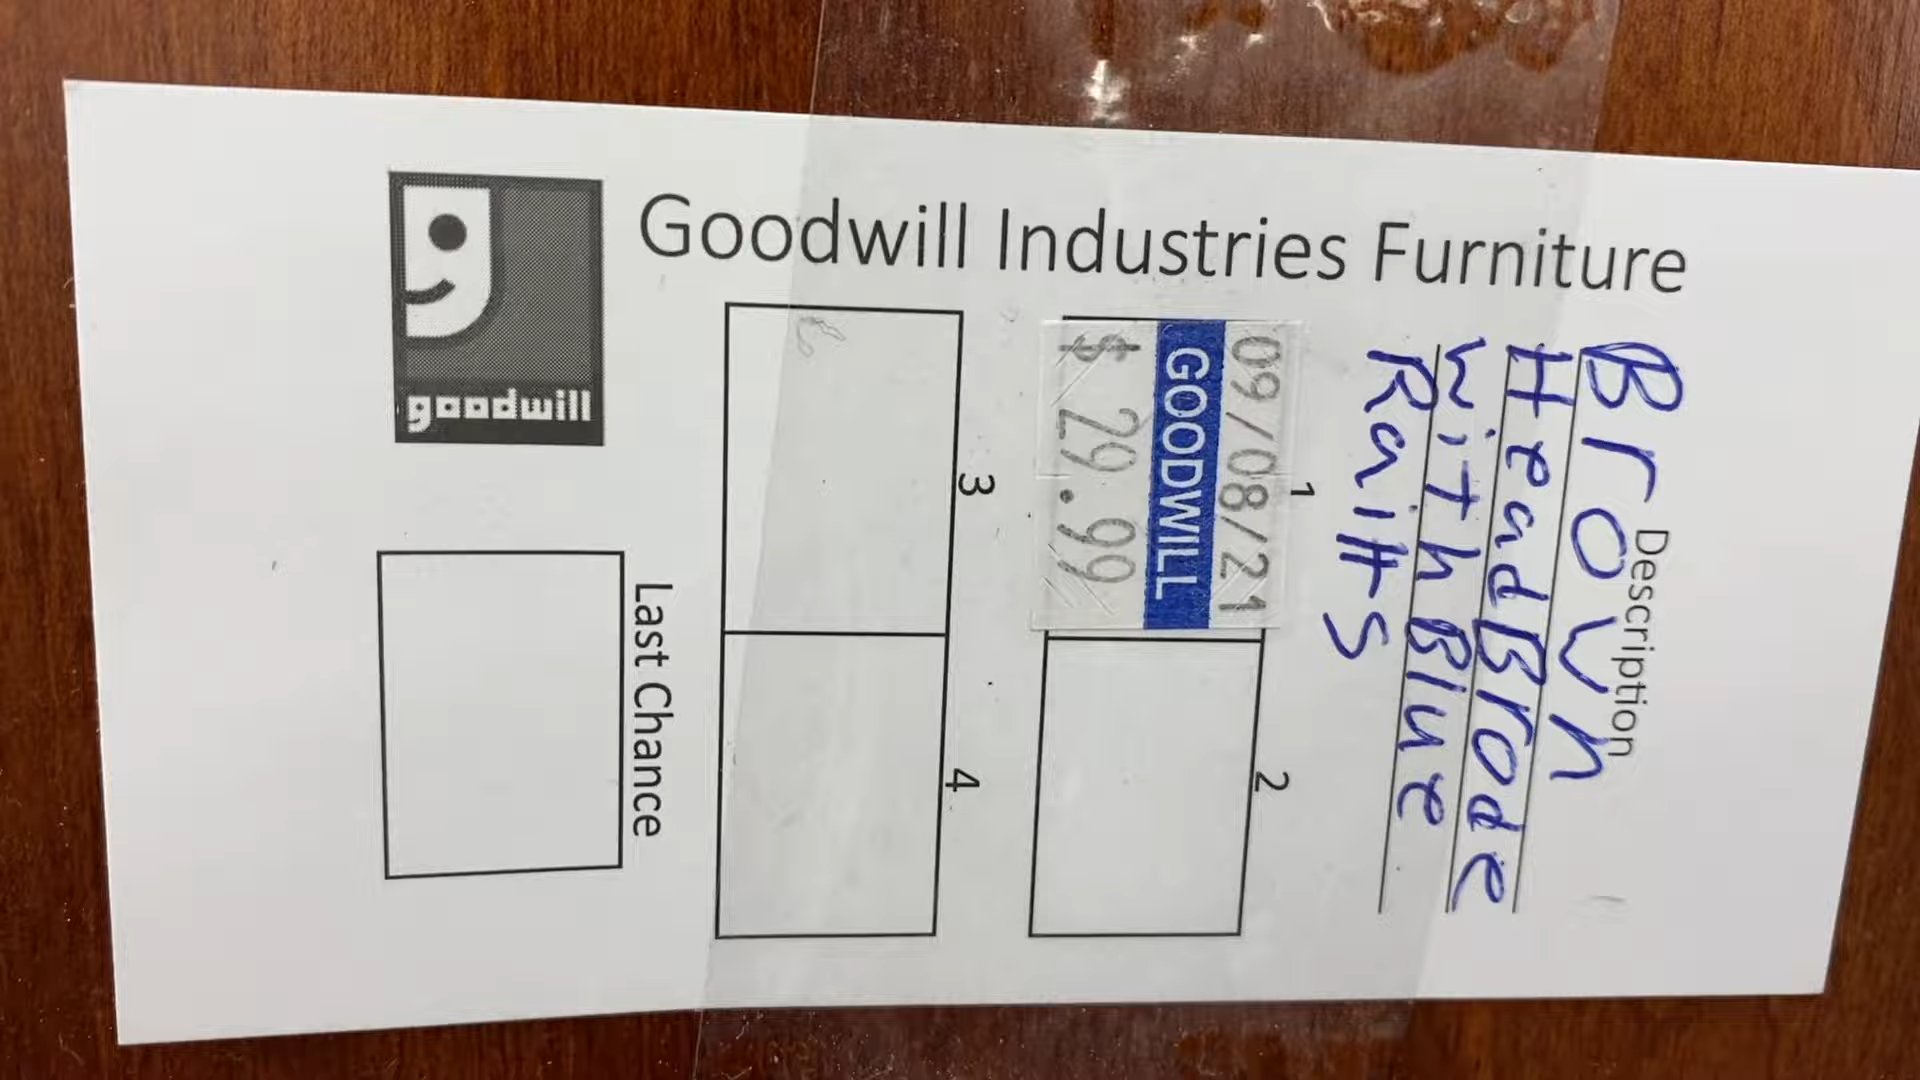 goodwill
Goodwill Industries Furniture
Description
Brown
HeadBrode
With Blue
Raills
1
09/08/21
GOODWILL
$ 29.99
2
3
4
Last Chance